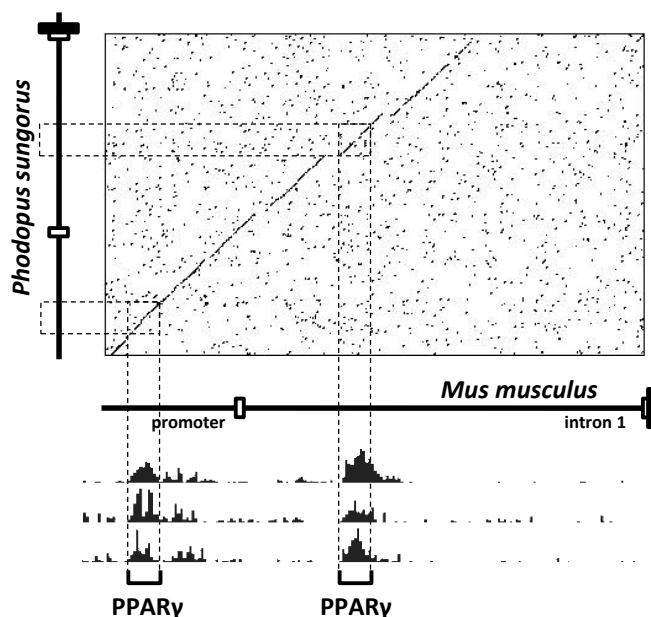 Phodopus sungorus
Mus musculus
promoter
intron 1
PPARγ
PPARγ